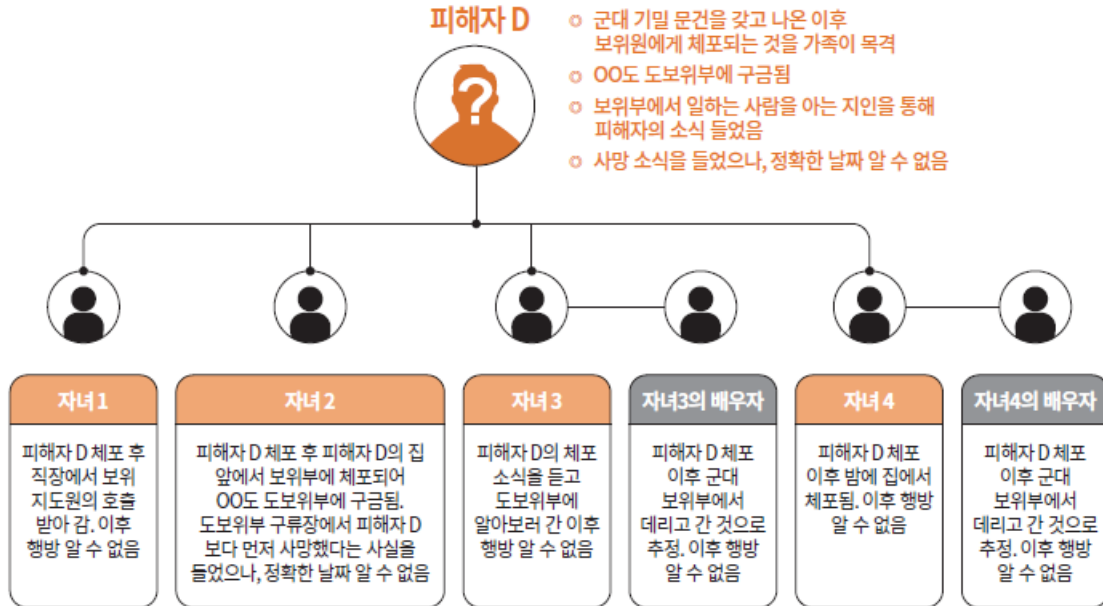 피해자 D
군대 기밀 문건을 갖고 나온 이후
보위원에게 체포되는 것을 가족이 목격
OO도 도보위부에 구금됨
보위부에서 일하는 사람을 아는 지인을 통해
피해자의 소식 들었음
사망 소식을 들었으나, 정확한 날짜 알 수 없음
?
자녀 1
피해자 D 체포 후
직장에서 보위
지도원의 호출
받아 감. 이후
행방 알 수 없음
자녀 2
피해자 D 체포 후 피해자 D의 집
앞에서 보위부에 체포되어
OO도 도보위부에 구금됨.
도보위부 구류장에서 피해자 D
보다 먼저 사망했다는 사실을
들었으나, 정확한 날짜 알 수 없음
자녀 3
피해자 D의 체포
소식을 듣고
도보위부에
알아보러 간 이후
행방 알 수 없음
자녀3의 배우자
피해자 D 체포
이후 군대
보위부에서
데리고 간 것으로
추정. 이후 행방
알 수 없음
자녀 4
피해자 D 체포
이후 밤에 집에서
체포됨. 이후 행방
알 수 없음
자녀4의 배우자
피해자 D 체포
이후 군대
보위부에서
데리고 간 것으로
추정. 이후 행방
알 수 없음